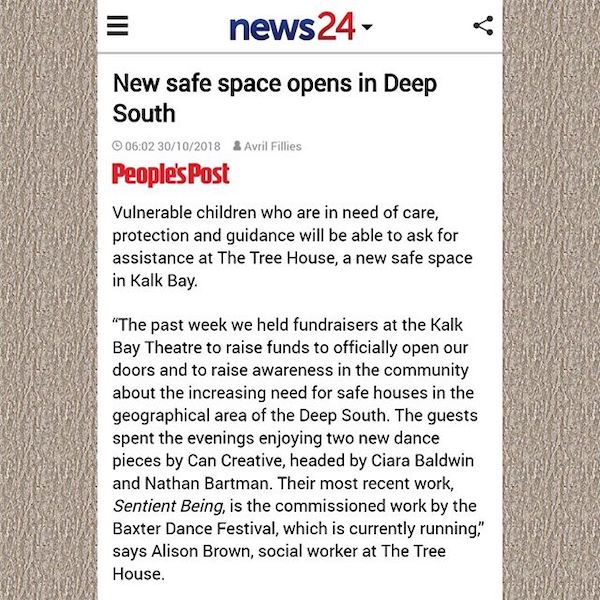 news24
New safe space opens in Deep
South
06:02 30/10/2018 Avril Fillies
People's Post
Vulnerable children who are in need of care,
protection and guidance will be able to ask for
assistance at The Tree House, a new safe space
in Kalk Bay.
“The past week we held fundraisers at the Kalk
Bay Theatre to raise funds to officially open our
doors and to raise awareness in the community
about the increasing need for safe houses in the
geographical area of the Deep South. The guests
spent the evenings enjoying two new dance
pieces by Can Creative, headed by Ciara Baldwin
and Nathan Bartman. Their most recent work,
Sentient Being, is the commissioned work by the
Baxter Dance Festival, which is currently running,”
says Alison Brown, social worker at The Tree
House.